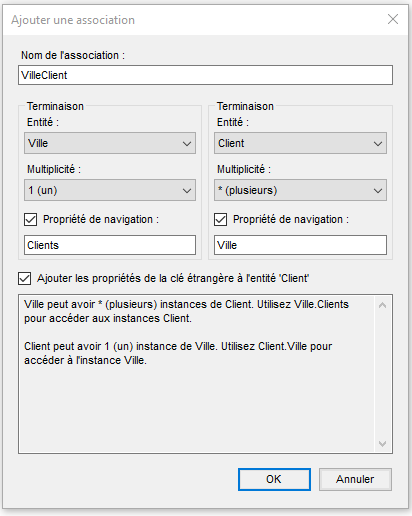 Ajouter une association
Nom de l'association :
VilleClient
Terminaison
Entité :
Ville
Multiplicité :
1 (un)
Propriété de navigation :
Clients
Terminaison
Entité :
Client
Multiplicité :
* (plusieurs)
Propriété de navigation :
Ville
Ajouter les propriétés de la clé étrangère à l'entité 'Client'
Ville peut avoir * (plusieurs) instances de Client. Utilisez Ville.Clients
pour accéder aux instances Client.
Client peut avoir 1 (un) instance de Ville. Utilisez Client.Ville pour
accéder à l'instance Ville.
OK
Annuler